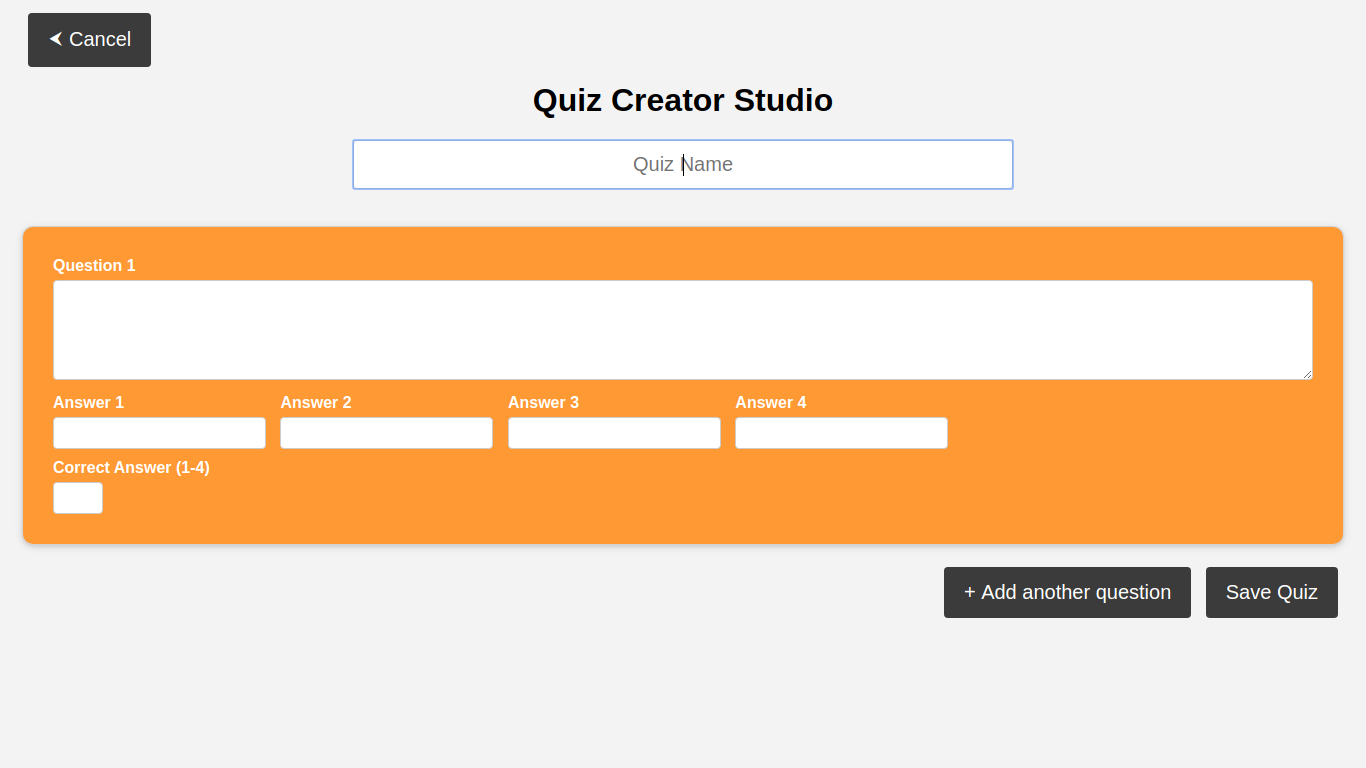 ⮜ Cancel
Quiz Creator Studio
Quiz Name
Question 1
Answer 1 Answer 2 Answer 3 Answer 4
Correct Answer (1-4)
+ Add another question Save Quiz